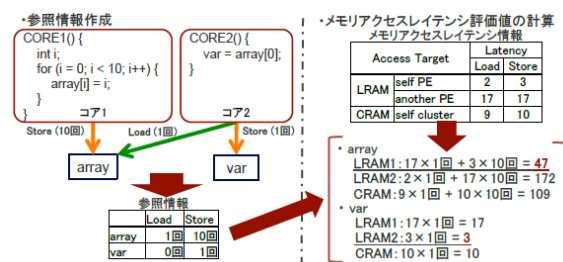 ・参照情報作成
CORE1() {
int i;
for (i = 0; i < 10; i++) {
array[i] = i;
}
}
コア1
CORE2() {
var = array[0];
}
コア2
Store (10回)
Load (1回)
Store (1回)
array
var
参照情報
Load Store
array 1回 10回
var 0回 1回
・メモリアクセスレイテンシ評価値の計算
メモリアクセスレイテンシ情報
Access Target Latency
Load Store
LRAM self PE 2 3
another PE 17 17
CRAM self cluster 9 10
・ array
LRAM1:17×1回 + 3×10回 = 47
LRAM2:2×1回 + 17×10回 = 172
CRAM:9×1回 + 10×10回 = 109
・ var
LRAM1:17×1回 = 17
LRAM2:3×1回 = 3
CRAM:10×1回 = 10